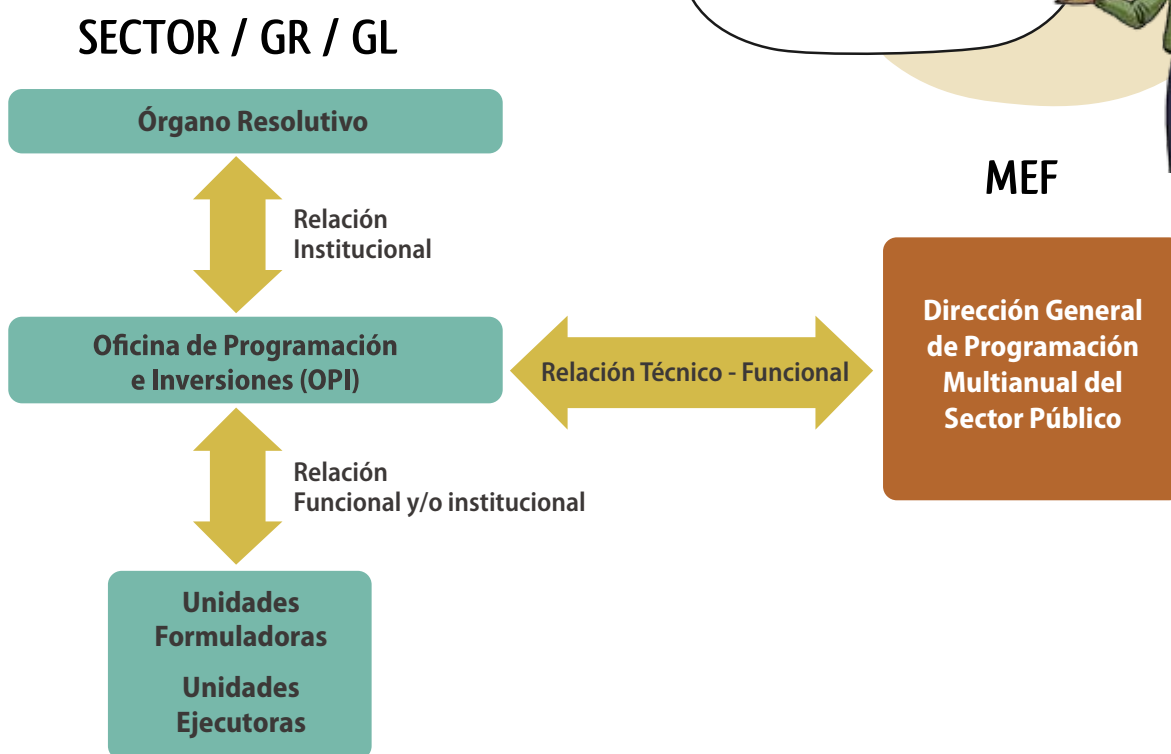 SECTOR / GR / GL
Órgano Resolutivo
Relación
Institucional
MEF
Oficina de Programación
e Inversiones (OPI)
Relación Técnico - Funcional
Dirección General
de Programación
Multianual del
Sector Público
Relación
Funcional y/o institucional
Unidades
Formuladoras
Unidades
Ejecutoras